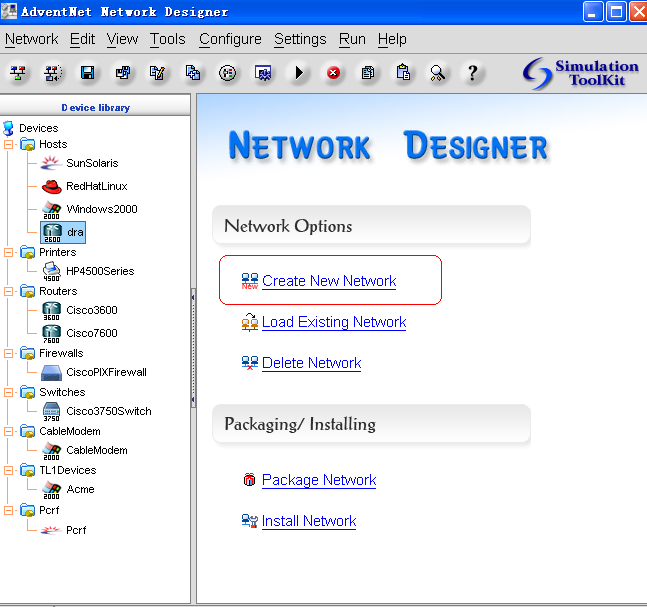 AdventNet Network Designer
Network Edit View Tools Configure Settings Run Help
Simulation
ToolKit
Device library
Devices
Hosts
SunSolaris
RedHatLinux
2000 Windows2000
2600 dra
Printers
4500 HP4500Series
Routers
3600 Cisco3600
7600 Cisco7600
Firewalls
CiscoPIXFirewall
Switches
3750 Cisco3750Switch
CableModem
2000 CableModem
TL1Devices
2000 Acme
Pcrf
Pcrf
NETWORK DESIGNER
Network Options
New Create New Network
Load Existing Network
Delete Network
Packaging/ Installing
Package Network
Install Network